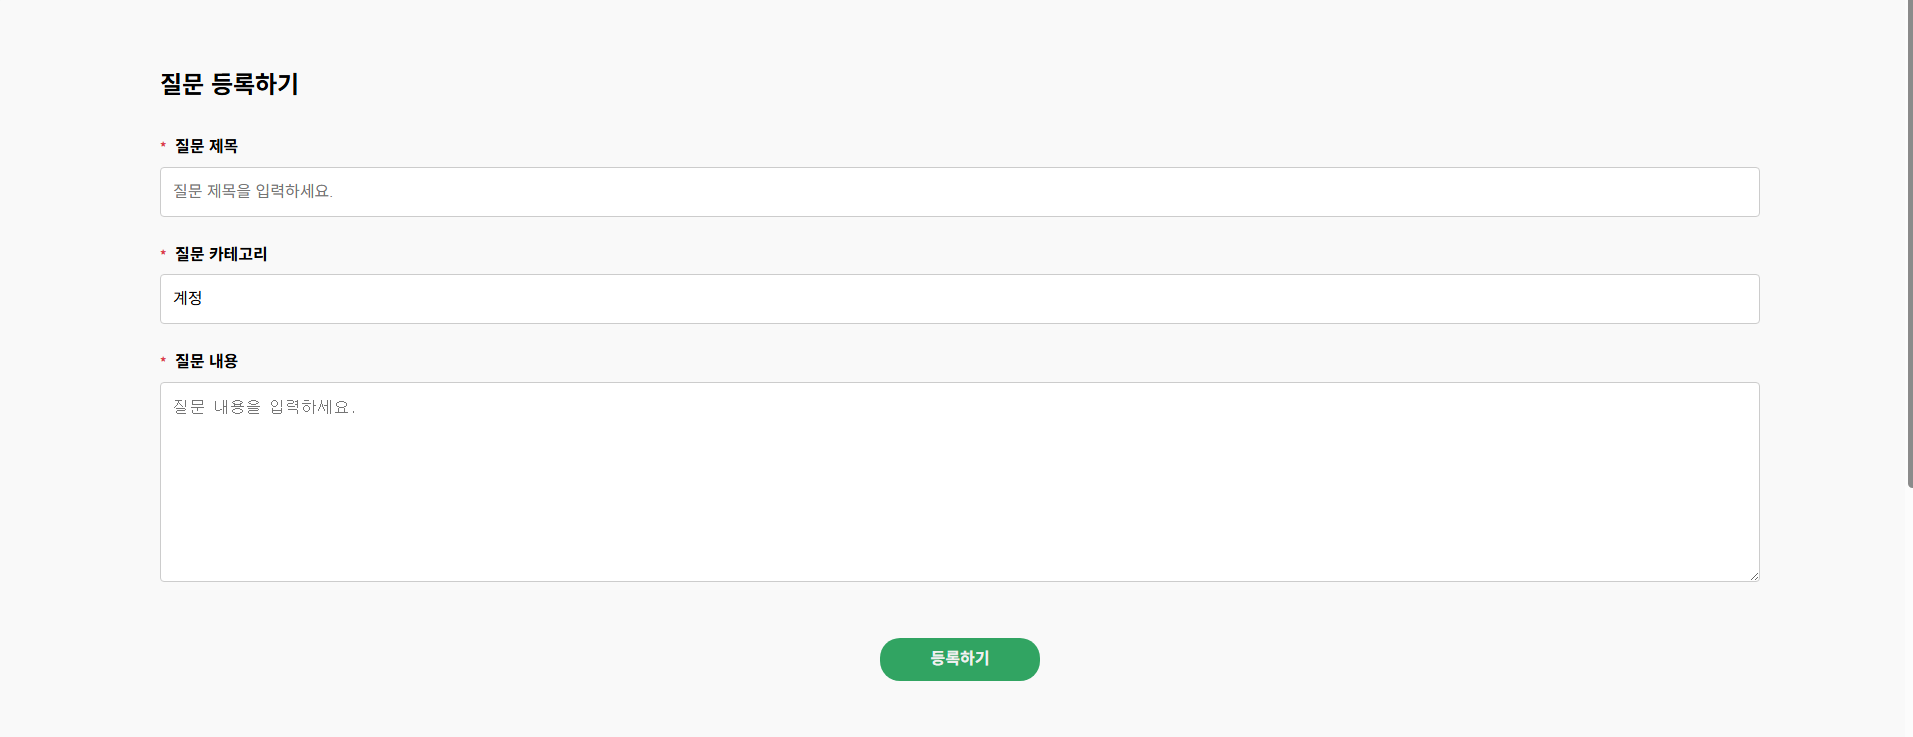 질문 등록하기
* 질문 제목
질문 제목을 입력하세요.
* 질문 카테고리
계정
* 질문 내용
질문 내용을 입력하세요.
등록하기